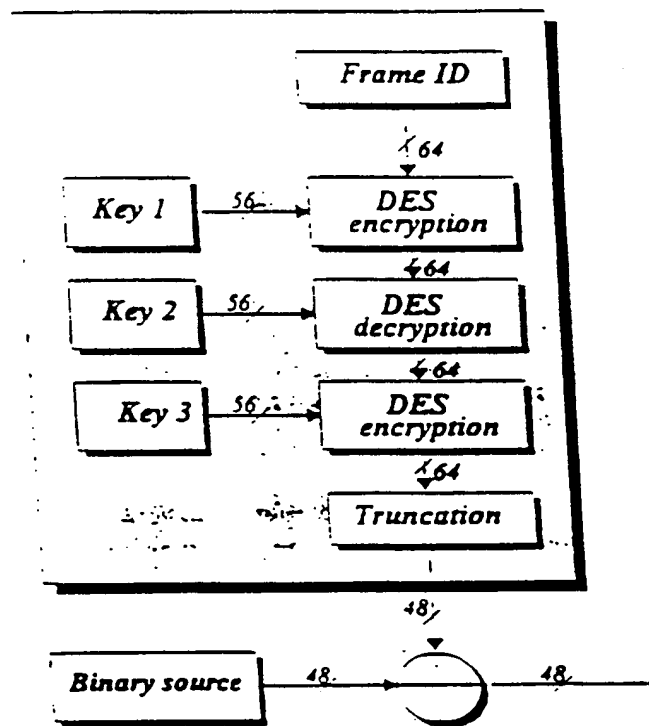 Frame ID
64
Key 1
56
DES
encryption
64
Key 2
56
DES
decryption
64
Key 3
56
DES
encryption
64
Truncation
48
Binary source
48
48